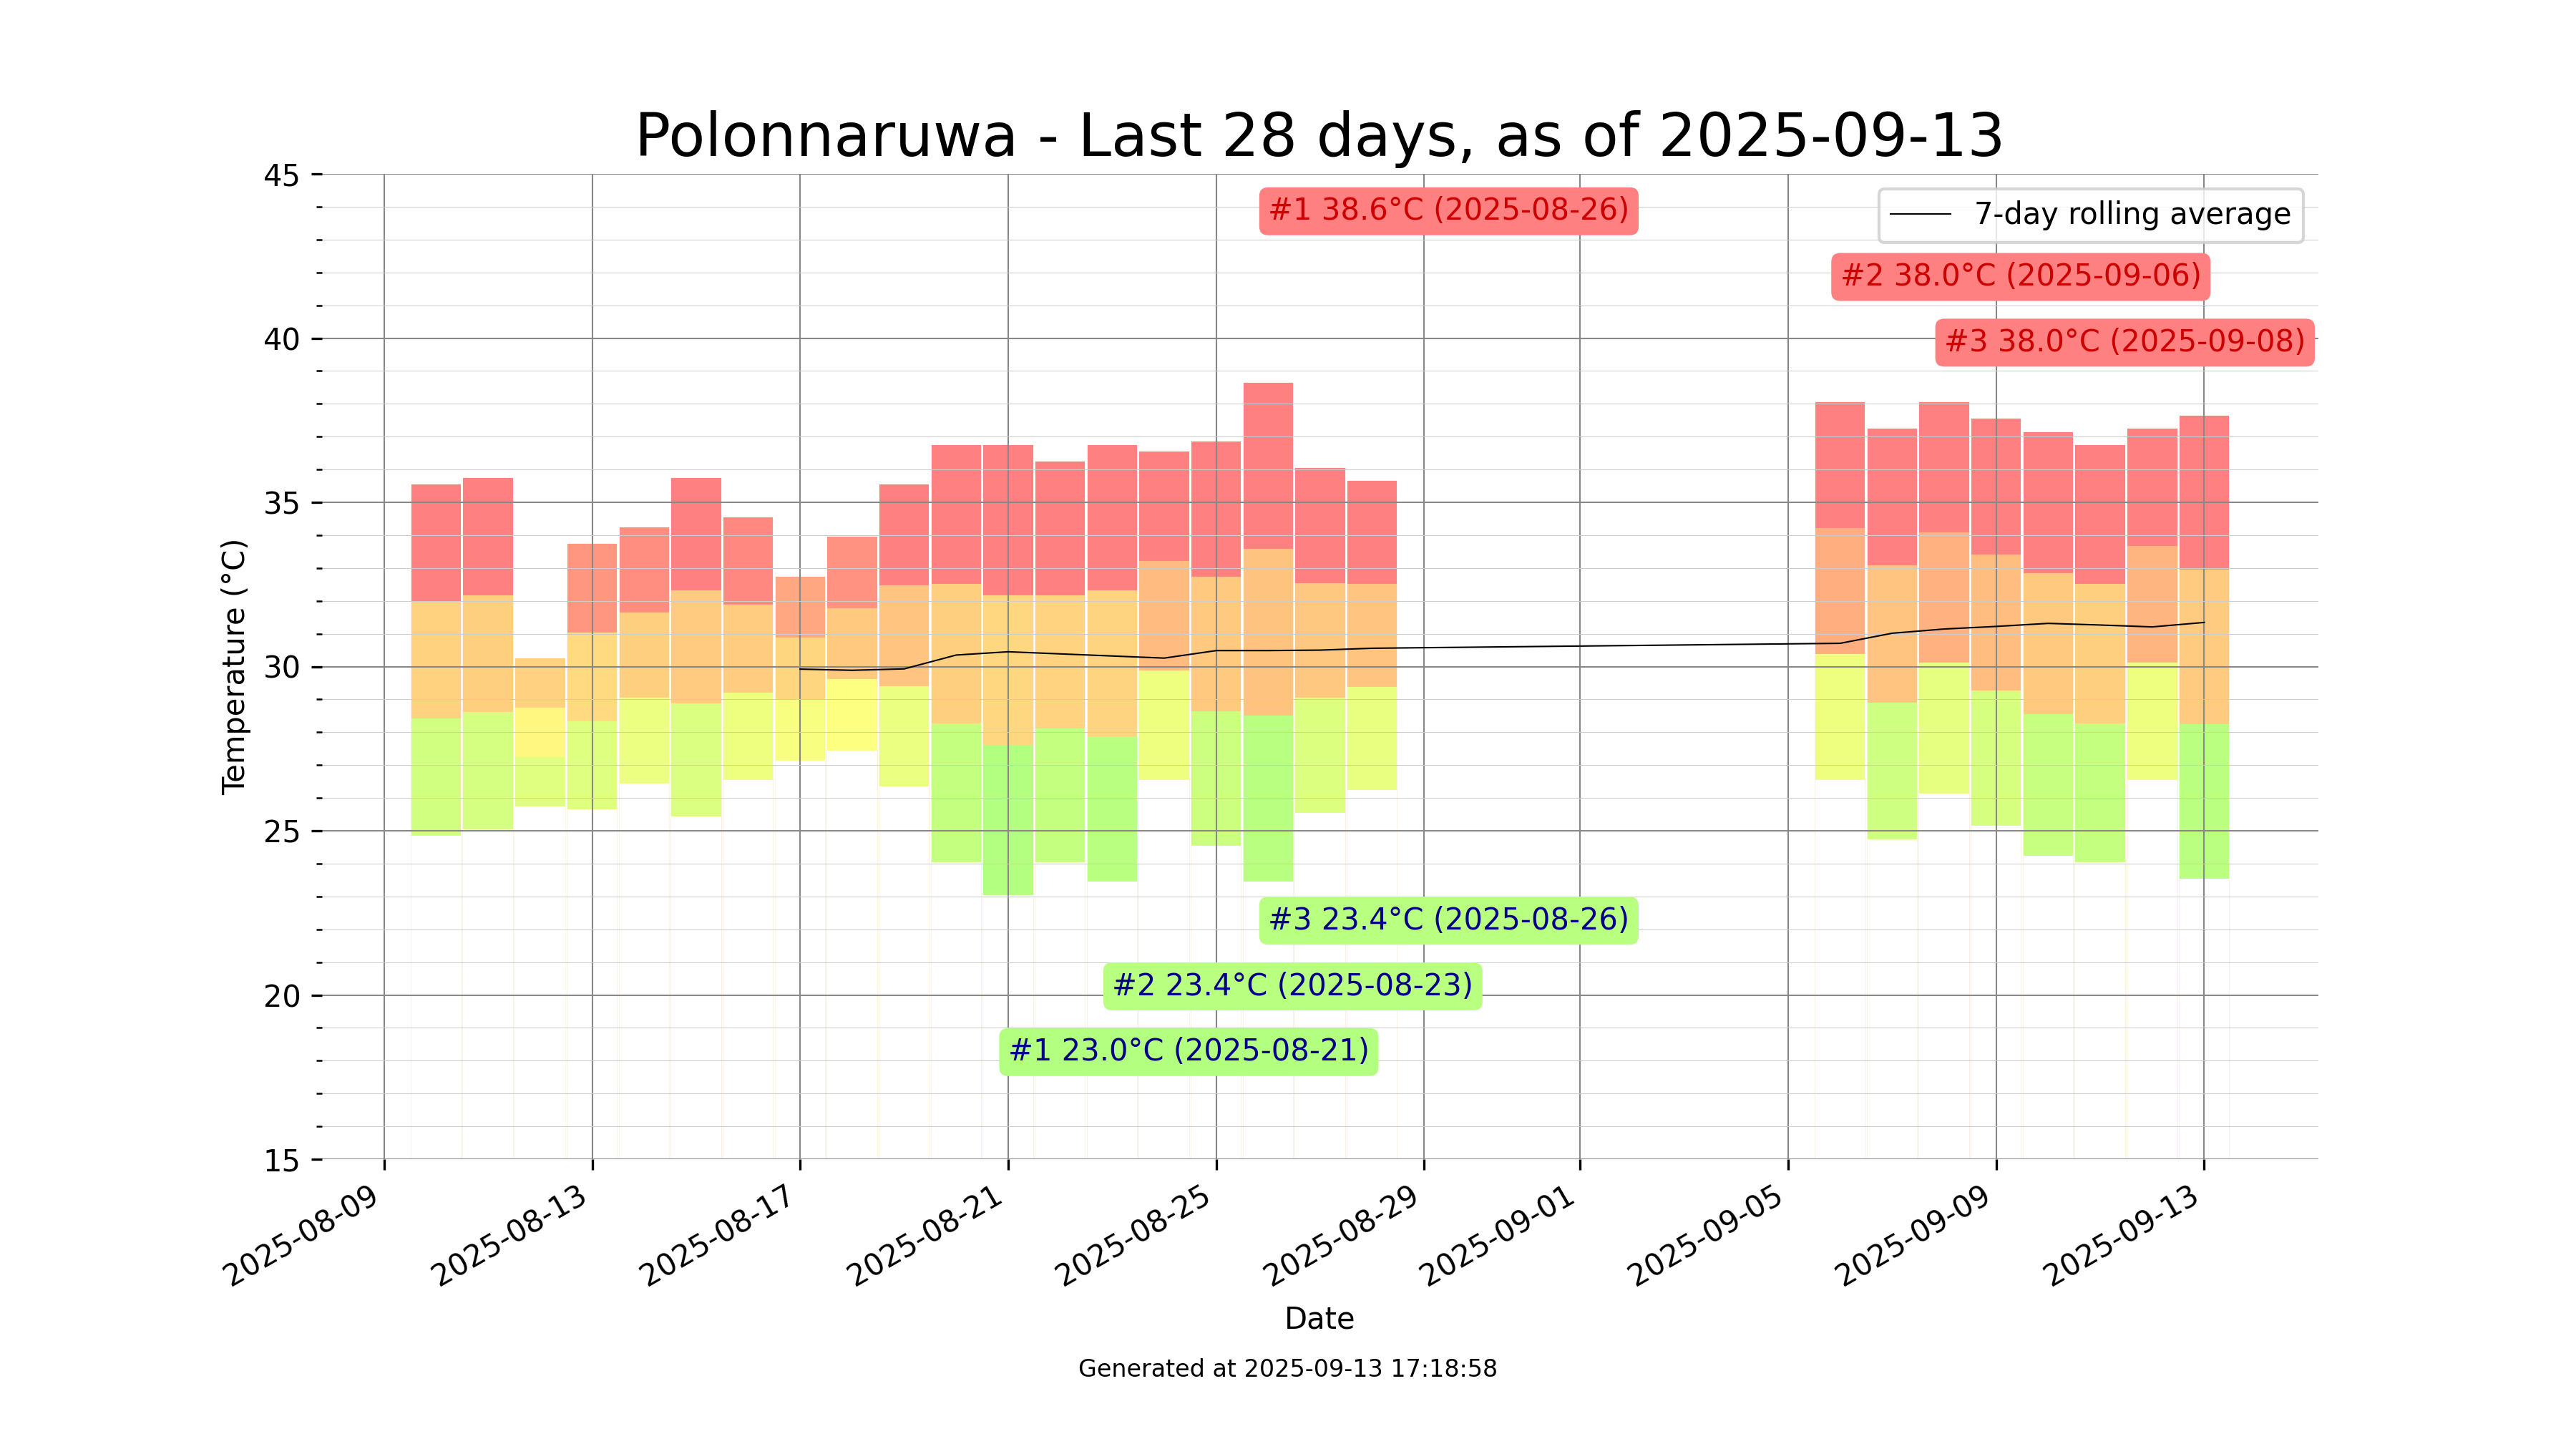 Polonnaruwa - Last 28 days, as of 2025-09-13
45
#1 38.6°C (2025-08-26)
7-day rolling average
#2 38.0°C (2025-09-06)
40
#3 38.0°C (2025-09-08)
35
Temperature (°C)
30
25
#3 23.4°C (2025-08-26)
20
#2 23.4°C (2025-08-23)
#1 23.0°C (2025-08-21)
15
2025-08-09
2025-08-13
2025-08-17
2025-08-21
2025-08-25
2025-08-29
2025-09-01
2025-09-05
2025-09-09
2025-09-13
Date
Generated at 2025-09-13 17:18:58